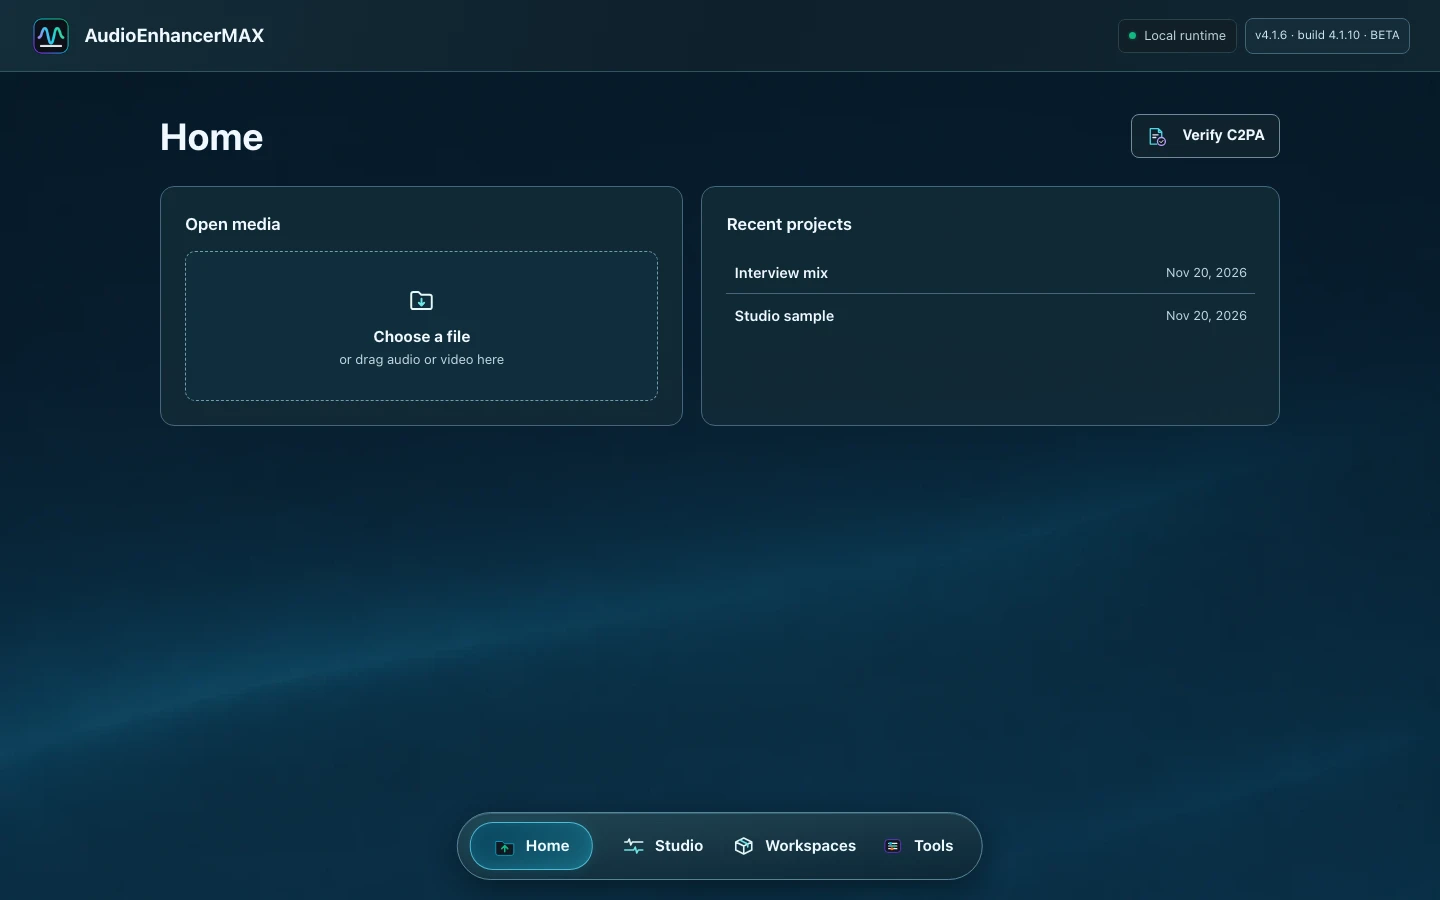 AudioEnhancerMAX
Local runtime
v4.1.6 · build 4.1.10 · BETA
Home
Verify C2PA
Open media
Choose a file
or drag audio or video here
Recent projects
Interview mix Nov 20, 2026
Studio sample Nov 20, 2026
Home
Studio
Workspaces
Tools